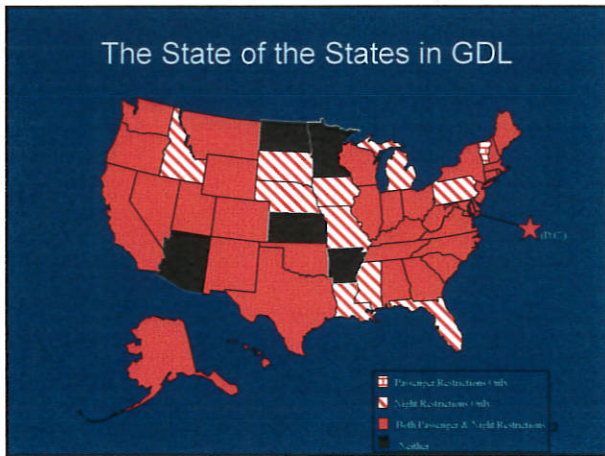 The State of the States in GDL
(D.C.)
Passenger Restrictions Only
Night Restrictions Only
Both Passenger & Night Restrictions
Neither